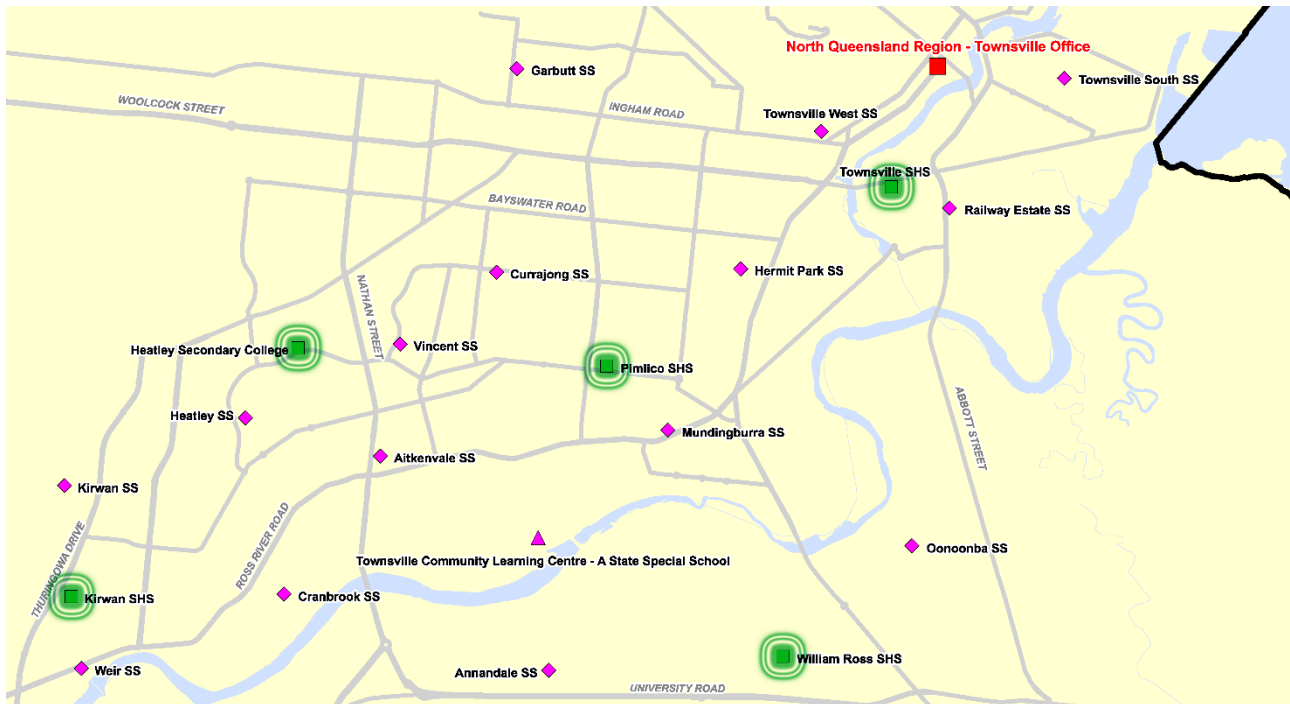 North Queensland Region - Townsville Office
Garbutt SS
Townsville South SS
WOOLCOCK STREET
INGHAM ROAD
Townsville West SS
Townsville SHS
BAYSWATER ROAD
Railway Estate SS
Currajong SS
Hermit Park SS
NATHAN STREET
Heatley Secondary College
Vincent SS
Pimlico SHS
Heatley SS
ABBOTT STREET
Mundingburra SS
Aitkenvale SS
Kirwan SS
ROSS RIVER ROAD
Oonoonba SS
Townsville Community Learning Centre - A State Special School
THURINGOWA DRIVE
Kirwan SHS
Cranbrook SS
William Ross SHS
Weir SS
Annandale SS
UNIVERSITY ROAD